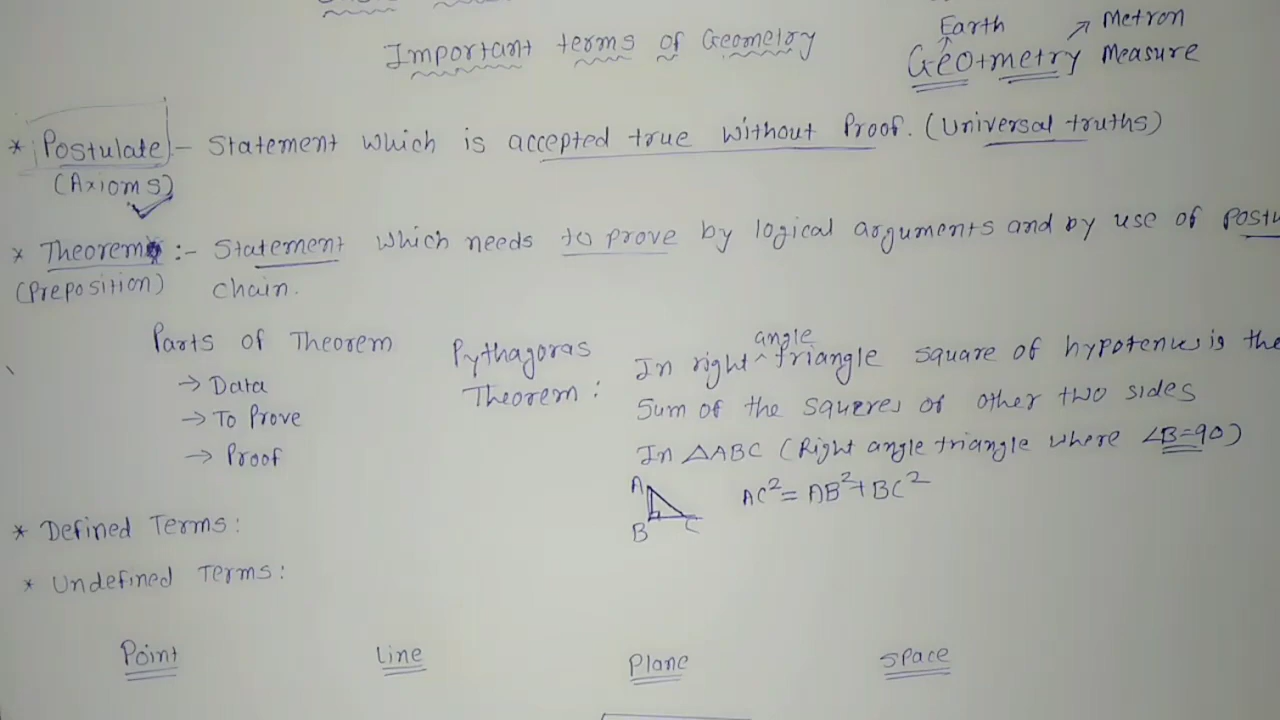 Important terms of Geometry
Earth
Metron
Geo+metry Measure
* Postulate - Statement which is accepted true without Proof. (Universal truths)
(Axioms)
* Theorem :- Statement which needs to prove by logical arguments and by use of Postu
(Preposition) chain.
Parts of Theorem
→ Data
→ To Prove
→ Proof
Pythagoras
Theorem :
In right ^ angle triangle square of hypotenus is the
Sum of the squeres of other two sides
In △ABC (Right angle triangle where ∠B=90)
A
B
C
AC²= AB²+BC²
* Defined Terms :
* Undefined Terms :
Point Line Plane Space